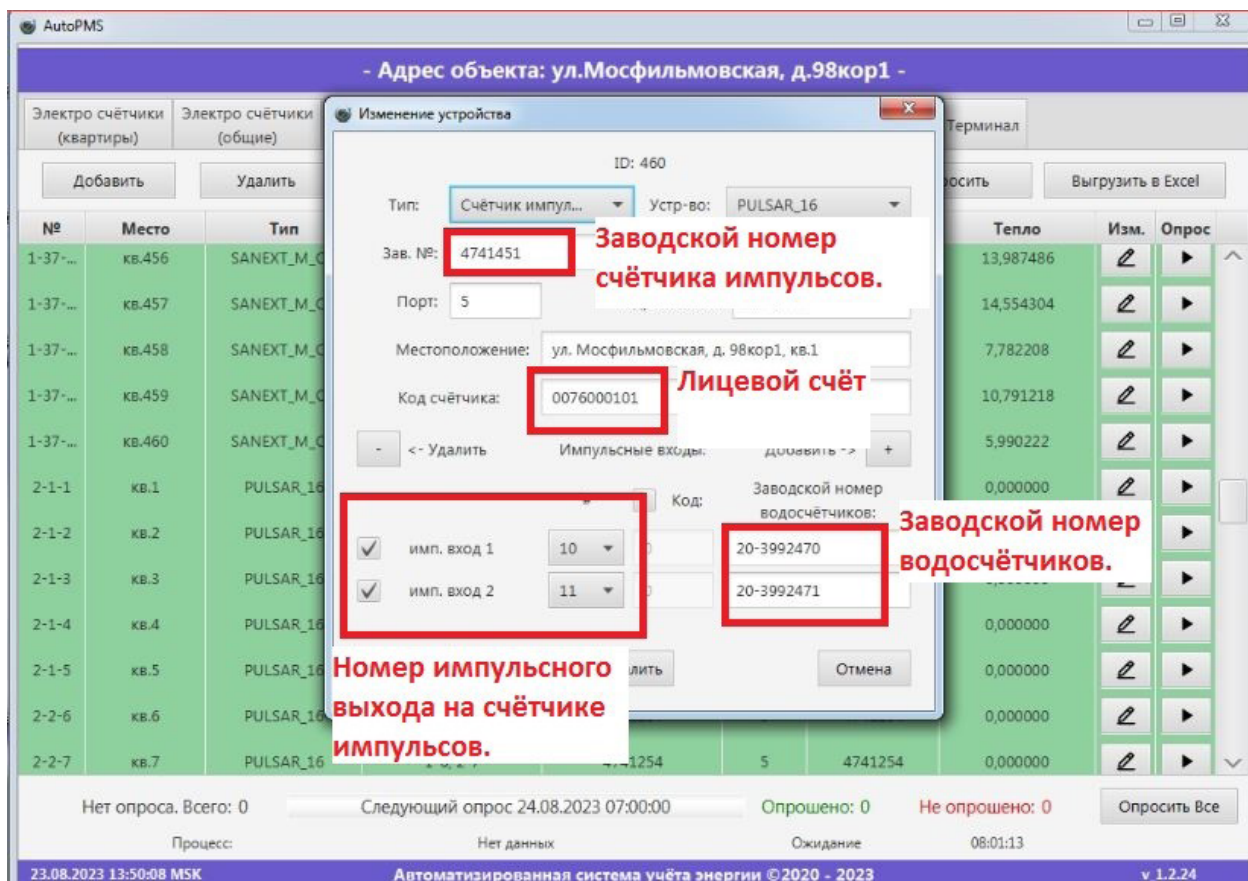 AutoPMS
- Адрес объекта: ул.Мосфильмовская, д.98кор1 -
Электро счётчики
(квартиры)
Электро счётчики
(общие)
Терминал
Добавить
Удалить
Выгрузить в Excel
№ Место Тип Тепло Изм. Опрос
1-37-... кв.456 SANEXT_M_ 13,987486
1-37-... кв.457 SANEXT_M_ 14,554304
1-37-... кв.458 SANEXT_M_ 7,782208
1-37-... кв.459 SANEXT_M_ 10,791218
1-37-... кв.460 SANEXT_M_ 5,990222
2-1-1 кв.1 PULSAR_16 0,000000
2-1-2 кв.2 PULSAR_16
2-1-3 кв.3 PULSAR_16
2-1-4 кв.4 PULSAR_16 0,000000
2-1-5 кв.5 PULSAR_16 0,000000
2-2-6 кв.6 PULSAR_16 0,000000
2-2-7 кв.7 PULSAR_16 4741254 5 4741254 0,000000
Изменение устройства
ID: 460
Тип: Счётчик импул... Устр-во: PULSAR_16
Зав. №: 4741451
Заводской номер
счётчика импульсов.
Порт: 5
Местоположение: ул. Мосфильмовская, д. 98кор1, кв.1
Код счётчика: 0076000101
Лицевой счёт
- <- Удалить Импульсные входы: Добавить -> +
Код: Заводской номер
водосчётчиков:
имп. вход 1 10 20-3992470
имп. вход 2 11 20-3992471
Заводской номер
водосчётчиков.
Отмена
Номер импульсного
выхода на счётчике
импульсов.
Нет опроса. Всего: 0 Следующий опрос 24.08.2023 07:00:00 Опрошено: 0 Не опрошено: 0 Опросить Все
Процесс: Нет данных Ожидание 08:01:13
23.08.2023 13:50:08 MSK Автоматизированная система учёта энергии ©2020 - 2023 v 1.2.24